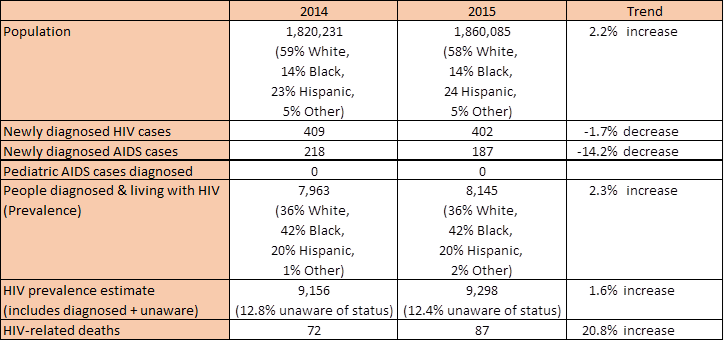 2014 2015 Trend
Population 1,820,231 1,860,085 2.2% increase
(59% White, (58% White,
14% Black, 14% Black,
23% Hispanic, 24 Hispanic,
5% Other) 5% Other)
Newly diagnosed HIV cases 409 402 -1.7% decrease
Newly diagnosed AIDS cases 218 187 -14.2% decrease
Pediatric AIDS cases diagnosed 0 0
People diagnosed & living with HIV 7,963 8,145 2.3% increase
(Prevalence) (36% White, (36% White,
42% Black, 42% Black,
20% Hispanic, 20% Hispanic,
1% Other) 2% Other)
HIV prevalence estimate 9,156 9,298 1.6% increase
(includes diagnosed + unaware) (12.8% unaware of status) (12.4% unaware of status)
HIV-related deaths 72 87 20.8% increase